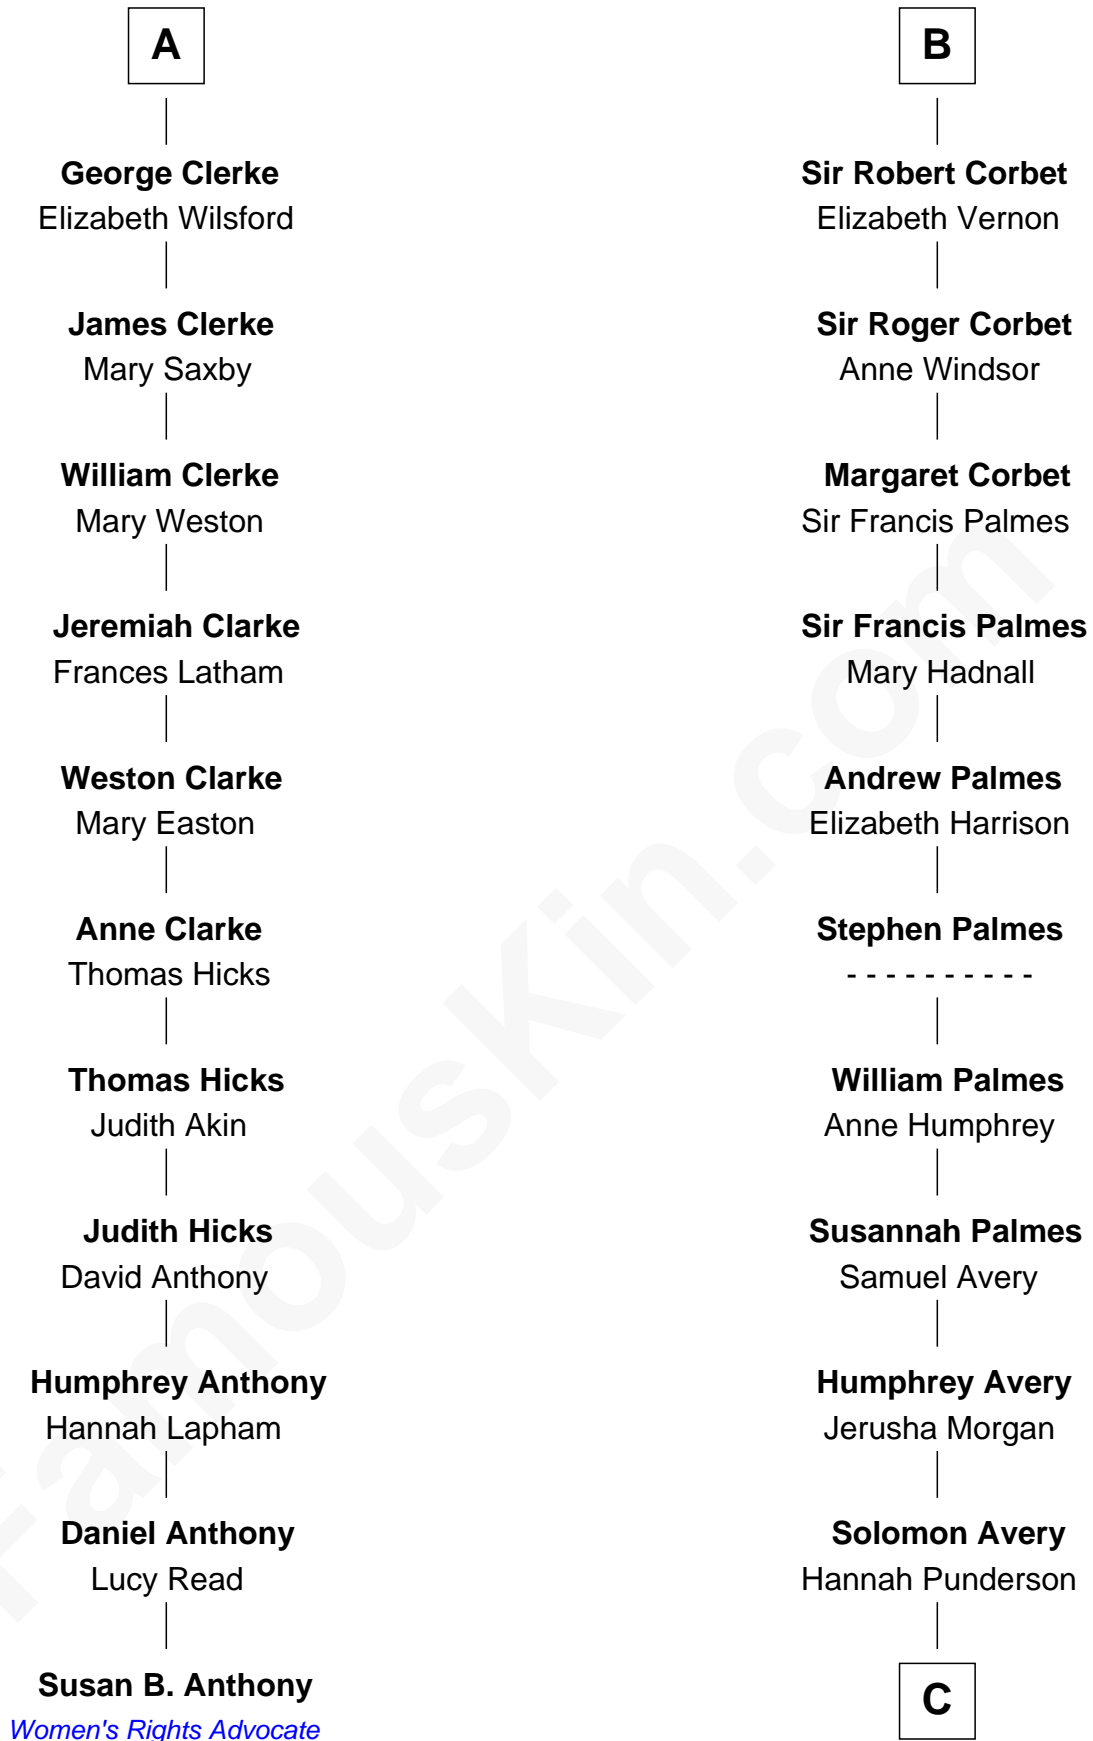 A
George Clerke
Elizabeth Wilsford
James Clerke
Mary Saxby
William Clerke
Mary Weston
Jeremiah Clarke
Frances Latham
Weston Clarke
Mary Easton
Anne Clarke
Thomas Hicks
Thomas Hicks
Judith Akin
Judith Hicks
David Anthony
Humphrey Anthony
Hannah Lapham
Daniel Anthony
Lucy Read
Susan B. Anthony
Women's Rights Advocate
B
Sir Robert Corbet
Elizabeth Vernon
Sir Roger Corbet
Anne Windsor
Margaret Corbet
Sir Francis Palmes
Sir Francis Palmes
Mary Hadnall
Andrew Palmes
Elizabeth Harrison
Stephen Palmes
- - - - - - - - - -
William Palmes
Anne Humphrey
Susannah Palmes
Samuel Avery
Humphrey Avery
Jerusha Morgan
Solomon Avery
Hannah Punderson
C
FamousKin.com